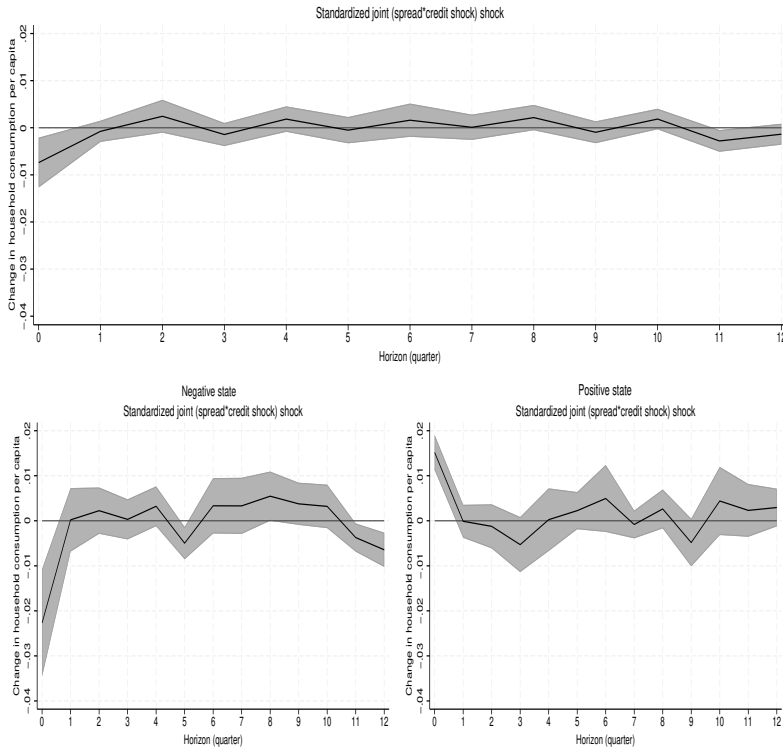 Standardized joint (spread*credit shock) shock
Change in household consumption per capita
.02
.01
0
-.01
-.02
-.03
-.04
0 1 2 3 4 5 6 7 8 9 10 11 12
Horizon (quarter)
Negative state
Standardized joint (spread*credit shock) shock
Change in household consumption per capita
.02
.01
0
-.01
-.02
-.03
-.04
0 1 2 3 4 5 6 7 8 9 10 11 12
Horizon (quarter)
Positive state
Standardized joint (spread*credit shock) shock
Change in household consumption per capita
.02
.01
0
-.01
-.02
-.03
-.04
0 1 2 3 4 5 6 7 8 9 10 11 12
Horizon (quarter)